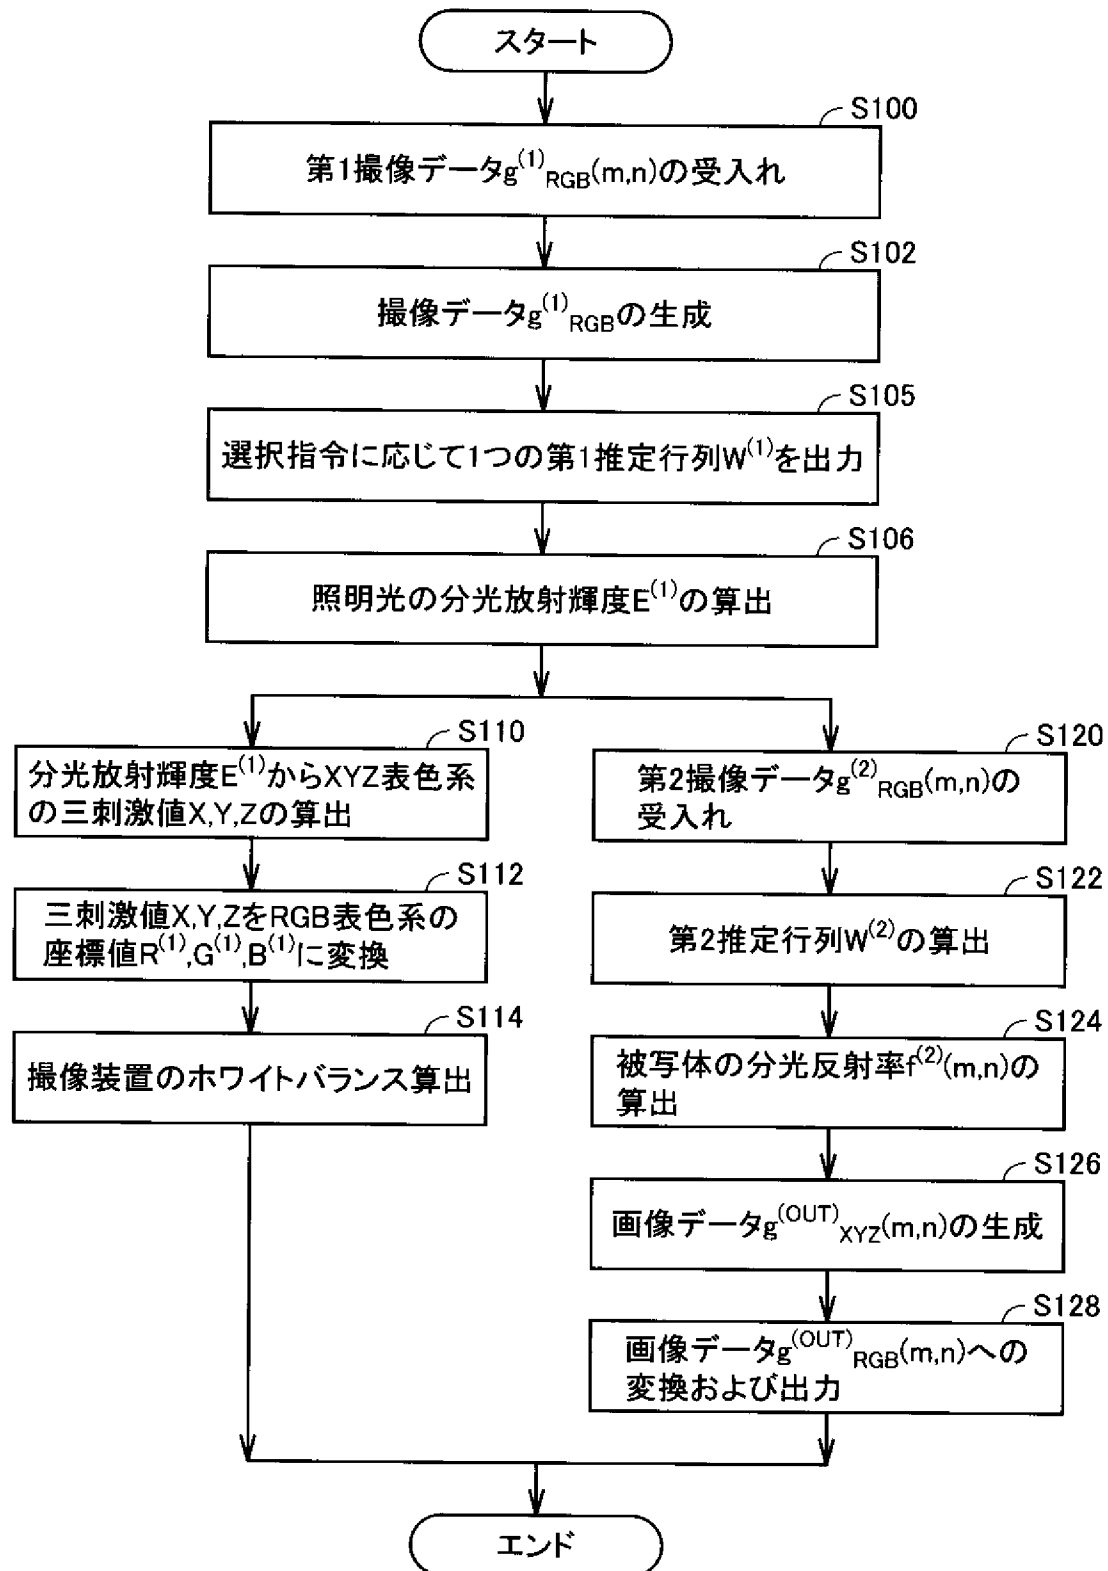 スタート
S100
第1撮像データg⁽¹⁾RGB(m,n)の受入れ
S102
撮像データg⁽¹⁾RGBの生成
S105
選択指令に応じて1つの第1推定行列W⁽¹⁾を出力
S106
照明光の分光放射輝度E⁽¹⁾の算出
S110
分光放射輝度E⁽¹⁾からXYZ表色系
の三刺激値X,Y,Zの算出
S112
三刺激値X,Y,ZをRGB表色系の
座標値R⁽¹⁾,G⁽¹⁾,B⁽¹⁾に変換
S114
撮像装置のホワイトバランス算出
S120
第2撮像データg⁽²⁾RGB(m,n)の
受入れ
S122
第2推定行列W⁽²⁾の算出
S124
被写体の分光反射率f⁽²⁾(m,n)の
算出
S126
画像データg(OUT)XYZ(m,n)の生成
S128
画像データg(OUT)RGB(m,n)への
変換および出力
エンド